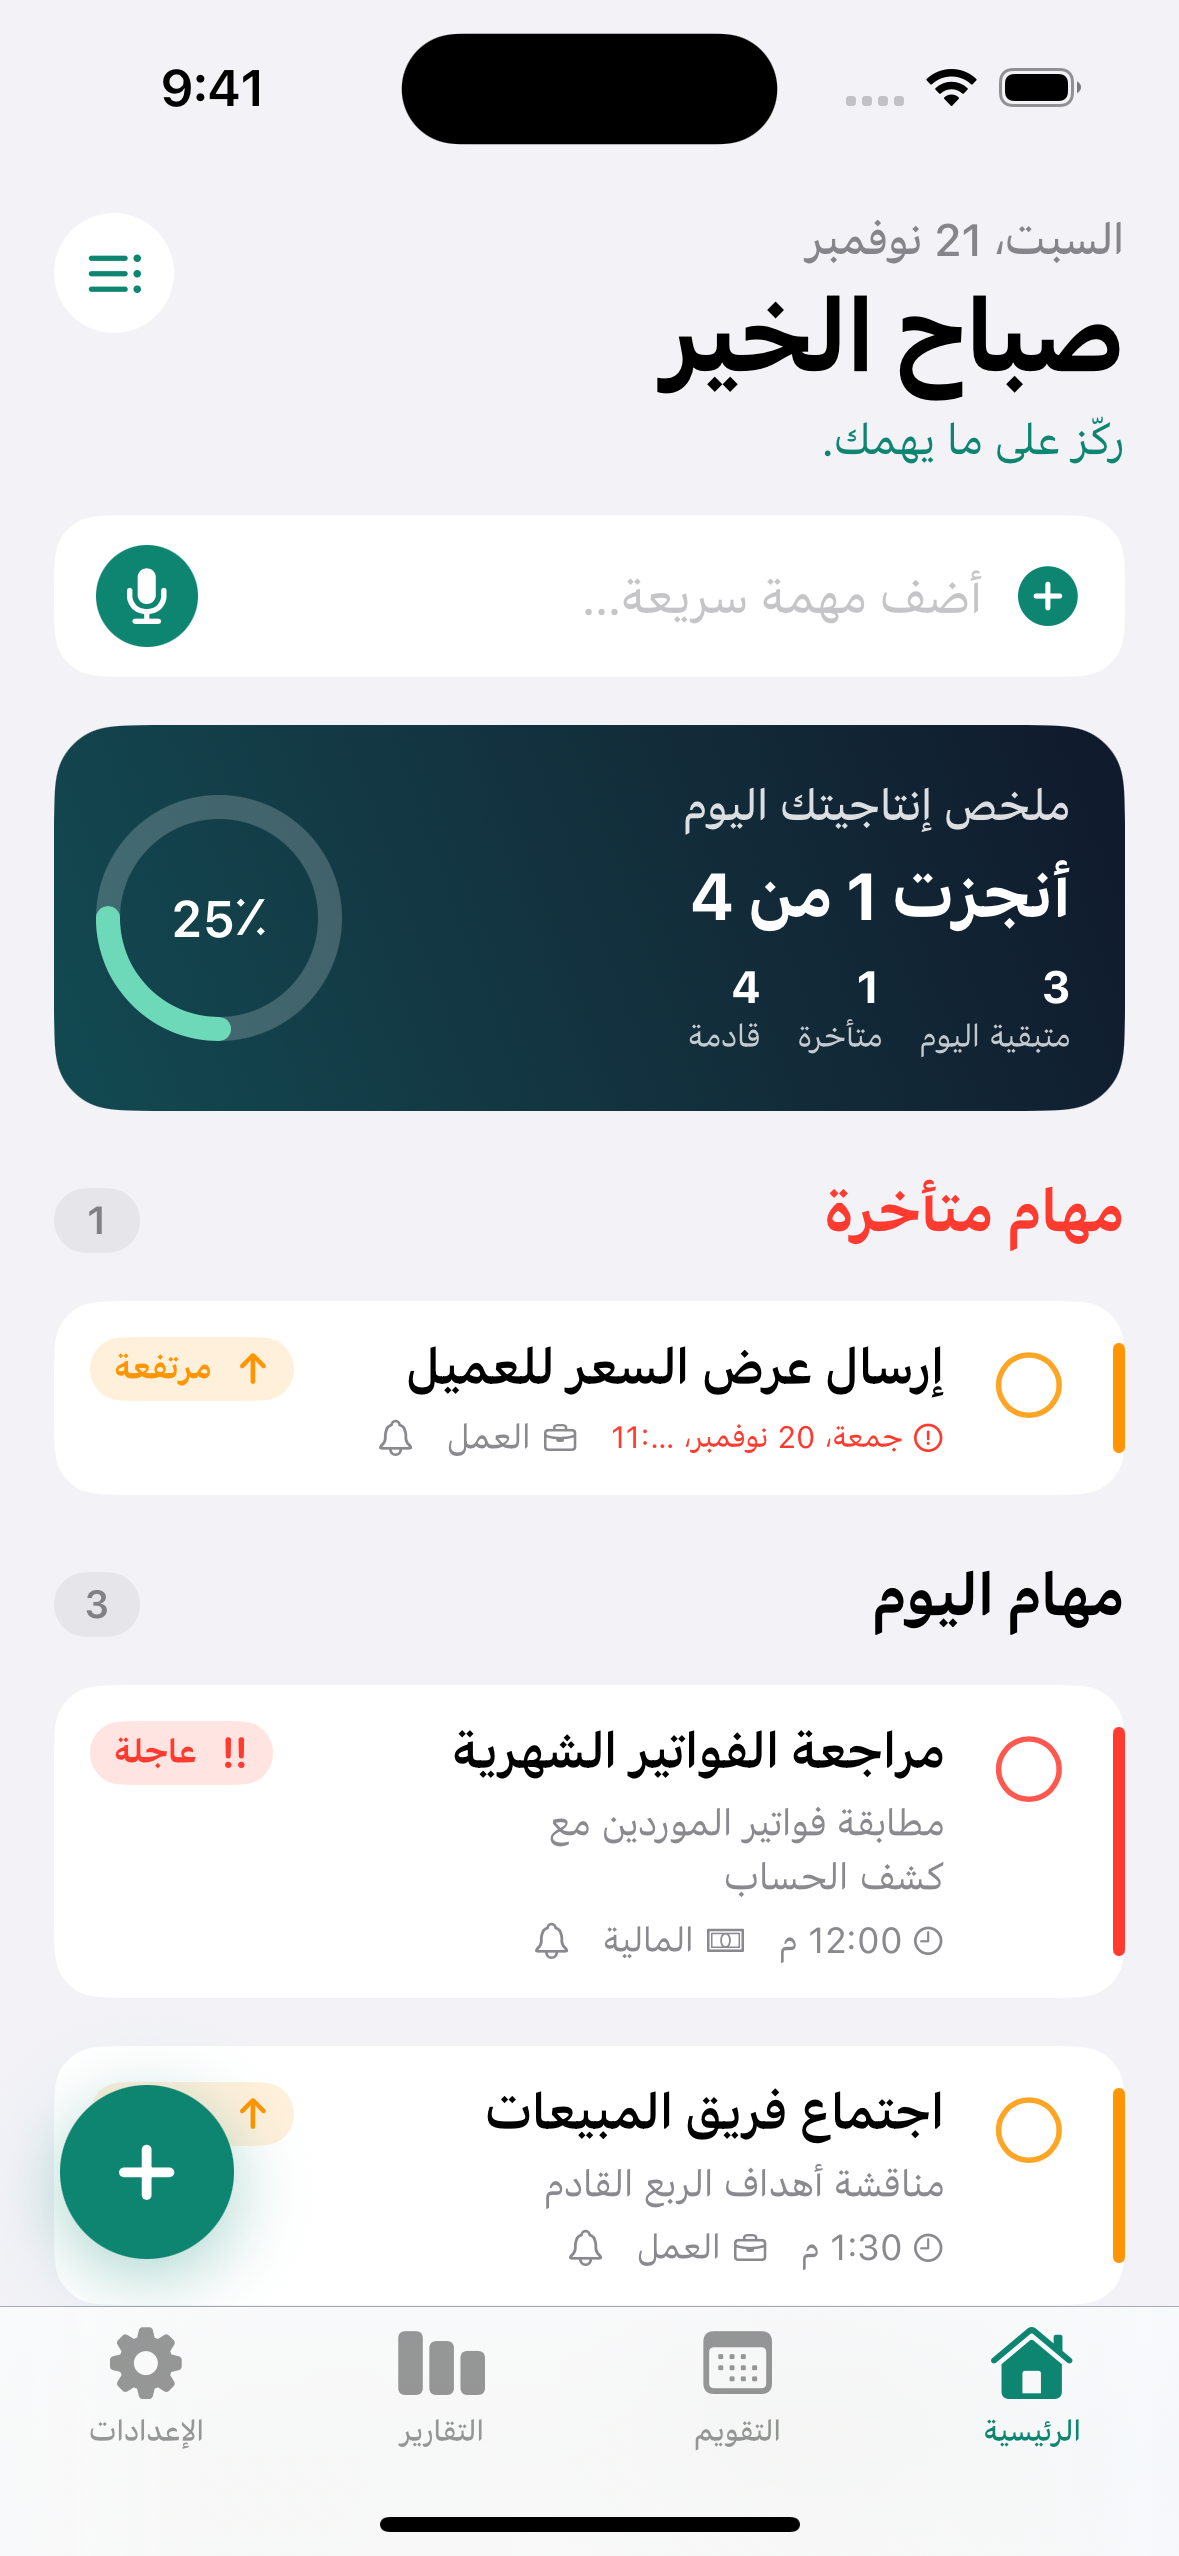 9:41
السبت، 21 نوفمبر
صباح الخير
ركّز على ما يهمك.
أضف مهمة سريعة...
ملخص إنتاجيتك اليوم
أنجزت 1 من 4
3 1 4
متبقية اليوم متأخرة قادمة
25٪
مهام متأخرة
1
إرسال عرض السعر للعميل
مرتفعة
جمعة، 20 نوفمبر، ...:11 العمل
مهام اليوم
3
مراجعة الفواتير الشهرية
!! عاجلة
مطابقة فواتير الموردين مع
كشف الحساب
12:00 م المالية
اجتماع فريق المبيعات
مناقشة أهداف الربع القادم
1:30 م العمل
الرئيسية التقويم التقارير الإعدادات